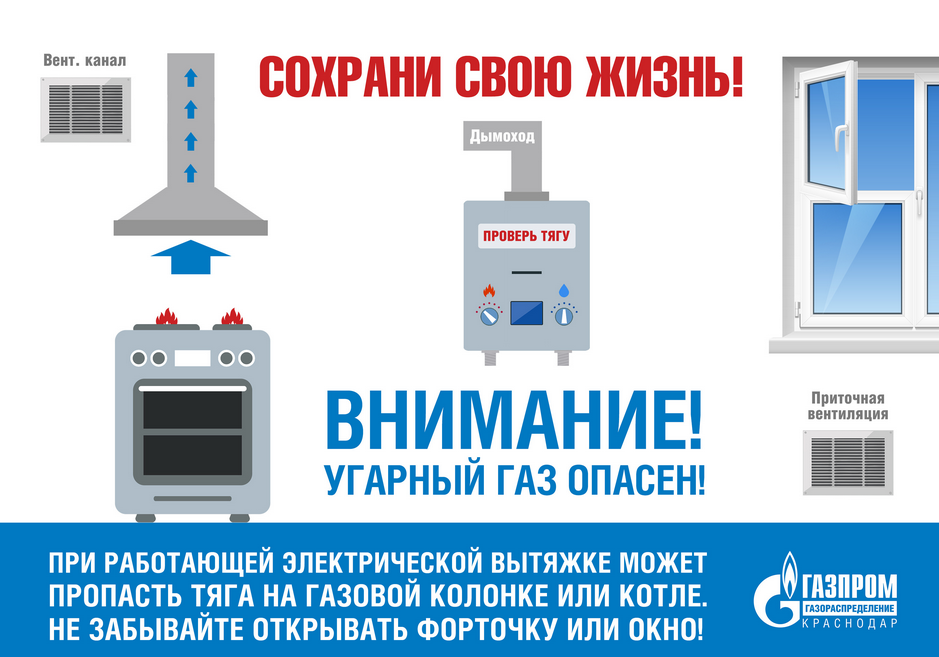 Вент. канал
СОХРАНИ СВОЮ ЖИЗНЬ!
Дымоход
ПРОВЕРЬ ТЯГУ
ВНИМАНИЕ!
УГАРНЫЙ ГАЗ ОПАСЕН!
Приточная
вентиляция
ПРИ РАБОТАЮЩЕЙ ЭЛЕКТРИЧЕСКОЙ ВЫТЯЖКЕ МОЖЕТ
ПРОПАСТЬ ТЯГА НА ГАЗОВОЙ КОЛОНКЕ ИЛИ КОТЛЕ.
НЕ ЗАБЫВАЙТЕ ОТКРЫВАТЬ ФОРТОЧКУ ИЛИ ОКНО!
ГАЗПРОМ
ГАЗОРАСПРЕДЕЛЕНИЕ
КРАСНОДАР